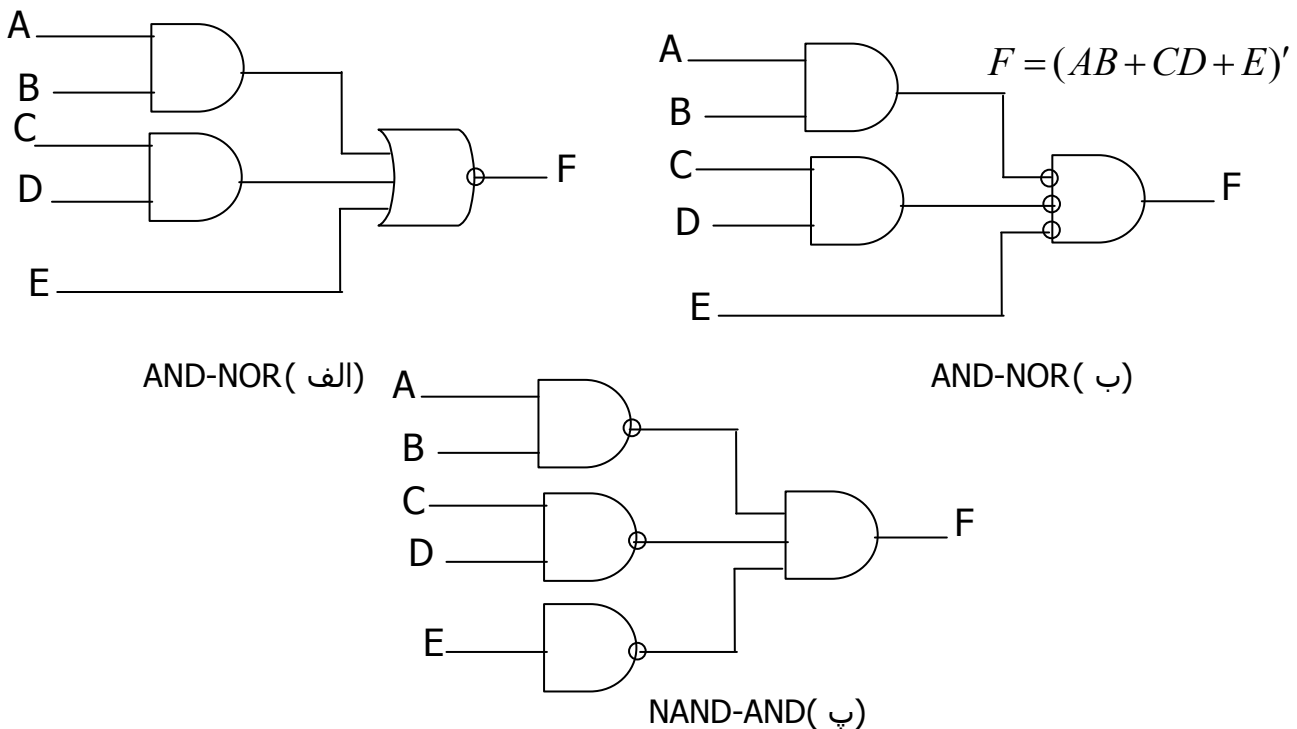 A
B
C
D
E
F
AND-NOR( الف)
A
B
C
D
E
F = (AB + CD + E)′
F
AND-NOR( ب)
A
B
C
D
E
F
NAND-AND( پ)